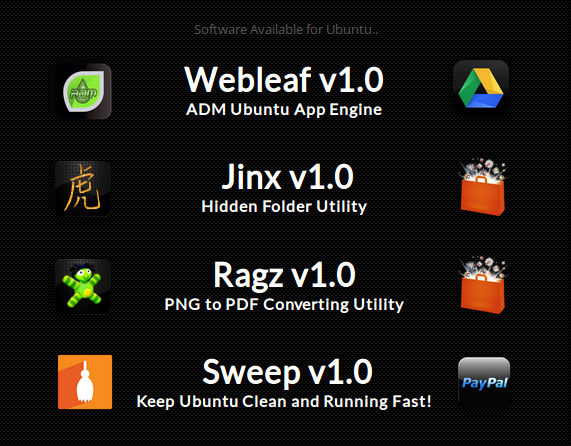 Software Available for Ubuntu..
Webleaf v1.0
ADM Ubuntu App Engine
ADM
Jinx v1.0
Hidden Folder Utility
虎
Ragz v1.0
PNG to PDF Converting Utility
Sweep v1.0
Keep Ubuntu Clean and Running Fast!
PayPal